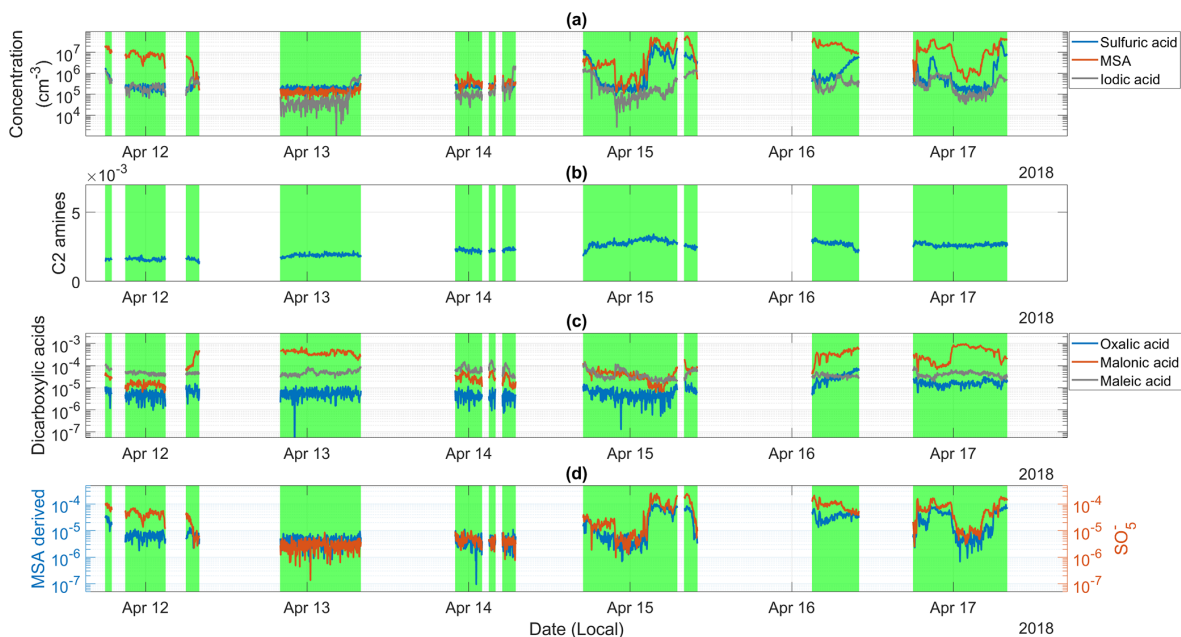 (a)
Concentration
(cm⁻³)
10⁷
10⁶
10⁵
10⁴
Sulfuric acid
MSA
Iodic acid
Apr 12 Apr 13 Apr 14 Apr 15 Apr 16 Apr 17
2018
(b)
×10⁻³
C2 amines
5
0
Apr 12 Apr 13 Apr 14 Apr 15 Apr 16 Apr 17
2018
(c)
Dicarboxylic acids
10⁻³
10⁻⁴
10⁻⁵
10⁻⁶
10⁻⁷
Oxalic acid
Malonic acid
Maleic acid
Apr 12 Apr 13 Apr 14 Apr 15 Apr 16 Apr 17
2018
(d)
MSA derived
10⁻⁴
10⁻⁵
10⁻⁶
10⁻⁷
10⁻⁴
10⁻⁵
10⁻⁶
10⁻⁷
SO₅⁻
Apr 12 Apr 13 Apr 14 Apr 15 Apr 16 Apr 17
Date (Local)
2018